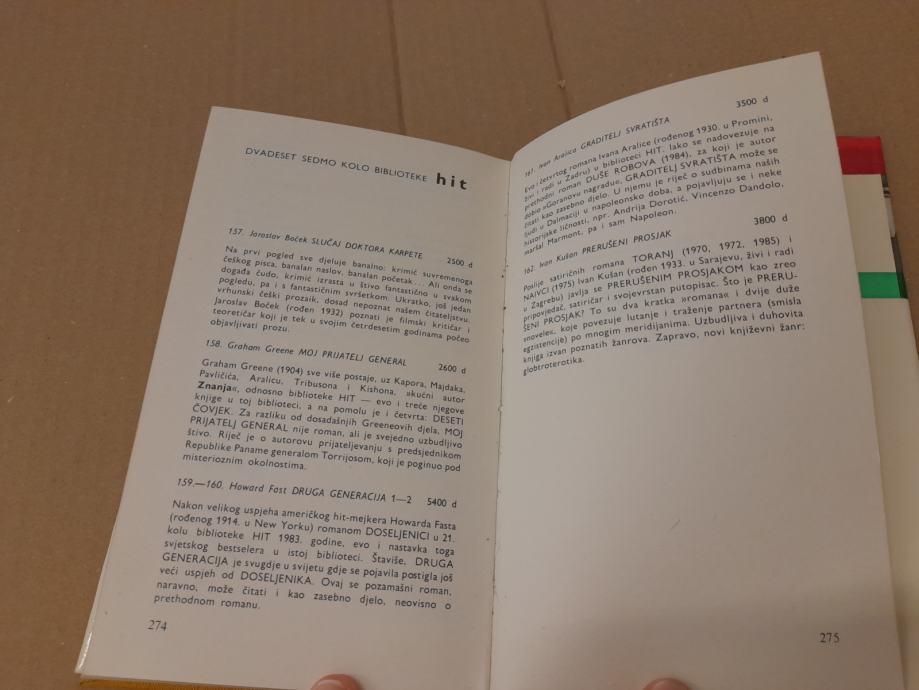 DVADESET SEDMO KOLO BIBLIOTEKE hit
157. Jaroslav Boček SLUČAJ DOKTORA KARPETE 2500 d
Na prvi pogled sve djeluje banalno: krimić suvremenoga
češkog pisca, banalan naslov, banalan početak... Ali onda se
događa čudo, krimić izrasta u štivo fantastično u svakom
pogledu, pa i s fantastičnim svršetkom. Ukratko, još jedan
vrhunski češki prozaik, dosad nepoznat našem čitateljstvu.
Jaroslav Boček (rođen 1932) poznati je filmski kritičar i
teoretičar koji je tek u svojim četrdesetim godinama počeo
objavljivati prozu.
158. Graham Greene MOJ PRIJATELJ GENERAL 2600 d
Graham Greene (1904) sve više postaje, uz Kapora, Majdaka,
Pavličića, Aralicu, Tribusona i Kishona, »kućni autor
Znanja«, odnosno biblioteke HIT — evo i treće njegove
knjige u toj biblioteci, a na pomolu je i četvrta: DESETI
ČOVJEK. Za razliku od dosadašnjih Greeneovih djela, MOJ
PRIJATELJ GENERAL nije roman, ali je svejedno uzbudljivo
štivo. Riječ je o autorovu prijateljevanju s predsjednikom
Republike Paname generalom Torrijosom, koji je poginuo pod
misterioznim okolnostima.
159.—160. Howard Fast DRUGA GENERACIJA 1—2 5400 d
Nakon velikog uspjeha američkog hit-mejkera Howarda Fasta
(rođenog 1914. u New Yorku) romanom DOSELJENICI u 21.
kolu biblioteke HIT 1983. godine, evo i nastavka toga
svjetskog bestselera u istoj biblioteci. Štaviše, DRUGA
GENERACIJA je svugdje u svijetu gdje se pojavila postigla još
veći uspjeh od DOSELJENIKA. Ovaj se pozamašni roman,
naravno, može čitati i kao zasebno djelo, neovisno o
prethodnom romanu.
274
161. Ivan Aralica GRADITELJ SVRATIŠTA 3500 d
Evo i četvrtog romana Ivana Aralice (rođenog 1930. u Promini,
živi i radi u Zadru) u biblioteci HIT. Iako se nadovezuje na
prethodni roman DUŠE ROBOVA (1984), za koji je autor
dobio »Goranovu nagradu«, GRADITELJ SVRATIŠTA može se
čitati kao zasebno djelo. U njemu je riječ o sudbinama naših
ljudi u Dalmaciji u napoleonsko doba, a pojavljuju se i neke
historijske ličnosti, npr. Andrija Dorotić, Vincenzo Dandolo,
maršal Marmont, pa i sam Napoleon.
162. Ivan Kušan PRERUŠENI PROSJAK 3800 d
Poslije satiričnih romana TORANJ (1970, 1972, 1985) i
NAIVCI (1975) Ivan Kušan (rođen 1933. u Sarajevu, živi i radi
u Zagrebu) javlja se PRERUŠENIM PROSJAKOM kao zreo
pripovjedač, satiričar i svojevrstan putopisac. Što je PRERU-
ŠENI PROSJAK? To su dva kratka »romana« i dvije duže
»novele«, koje povezuje lutanje i traženje partnera (smisla
egzistencije) po mnogim meridijanima. Uzbudljiva i duhovita
knjiga izvan poznatih žanrova. Zapravo, novi književni žanr:
globtroterotika.
275